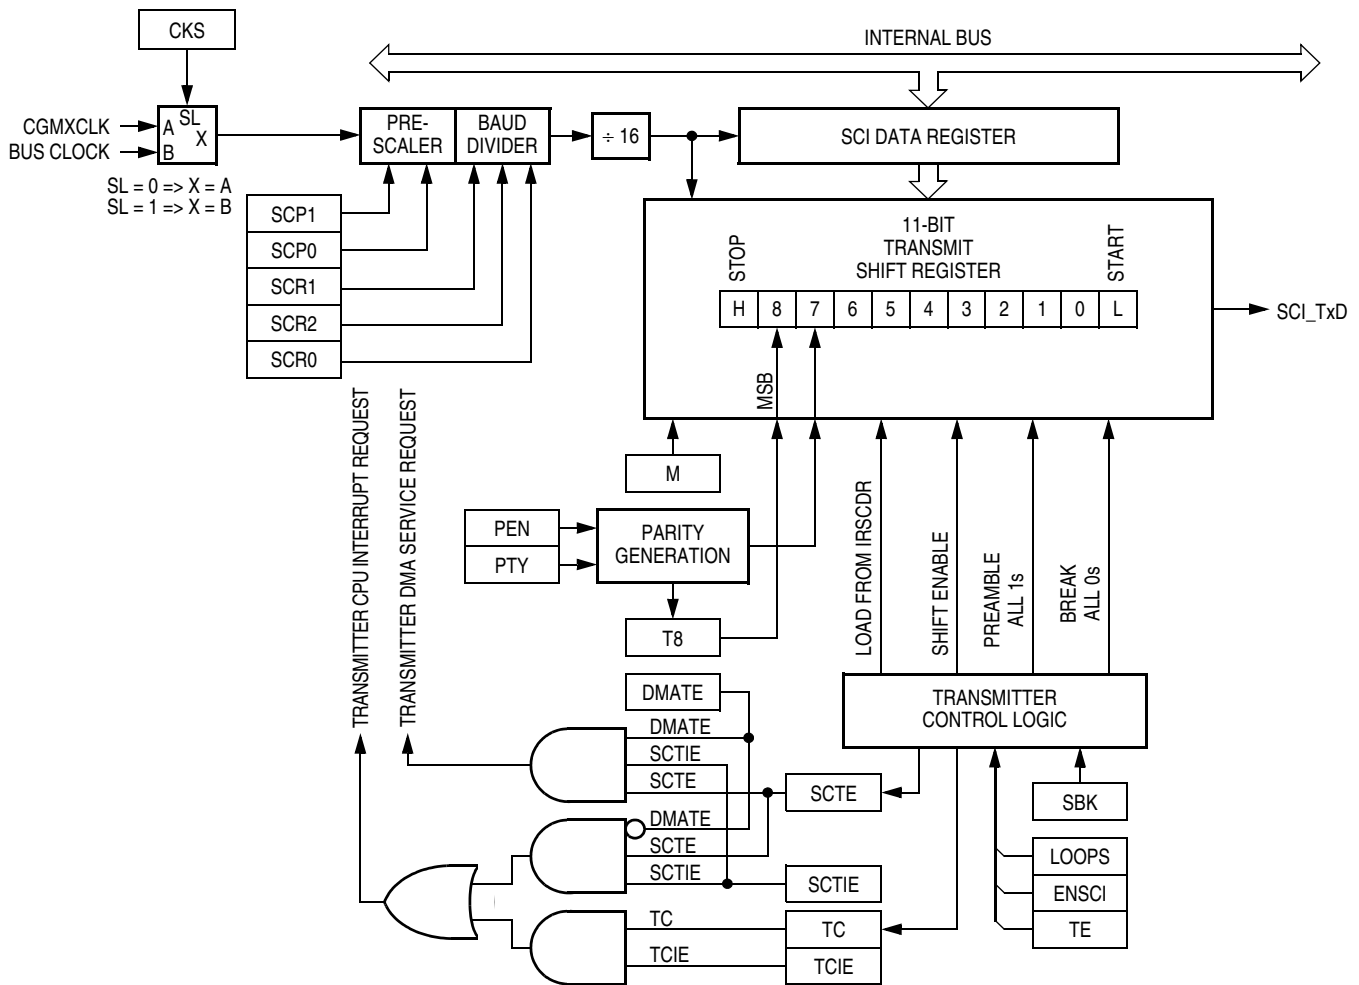 CKS
INTERNAL BUS
CGMXCLK
BUS CLOCK
SL
A
X
B
SL = 0 => X = A
SL = 1 => X = B
PRE-
SCALER
BAUD
DIVIDER
÷ 16
SCI DATA REGISTER
SCP1
SCP0
SCR1
SCR2
SCR0
11-BIT
TRANSMIT
SHIFT REGISTER
STOP
START
H 8 7 6 5 4 3 2 1 0 L
SCI_TxD
MSB
M
TRANSMITTER CPU INTERRUPT REQUEST
TRANSMITTER DMA SERVICE REQUEST
PEN
PTY
PARITY
GENERATION
T8
LOAD FROM IRSCDR
SHIFT ENABLE
PREAMBLE
ALL 1s
BREAK
ALL 0s
TRANSMITTER
CONTROL LOGIC
DMATE
DMATE
SCTIE
SCTE
SCTE
DMATE
SCTE
SCTIE
SCTIE
TC
TCIE
TC
TCIE
SBK
LOOPS
ENSCI
TE